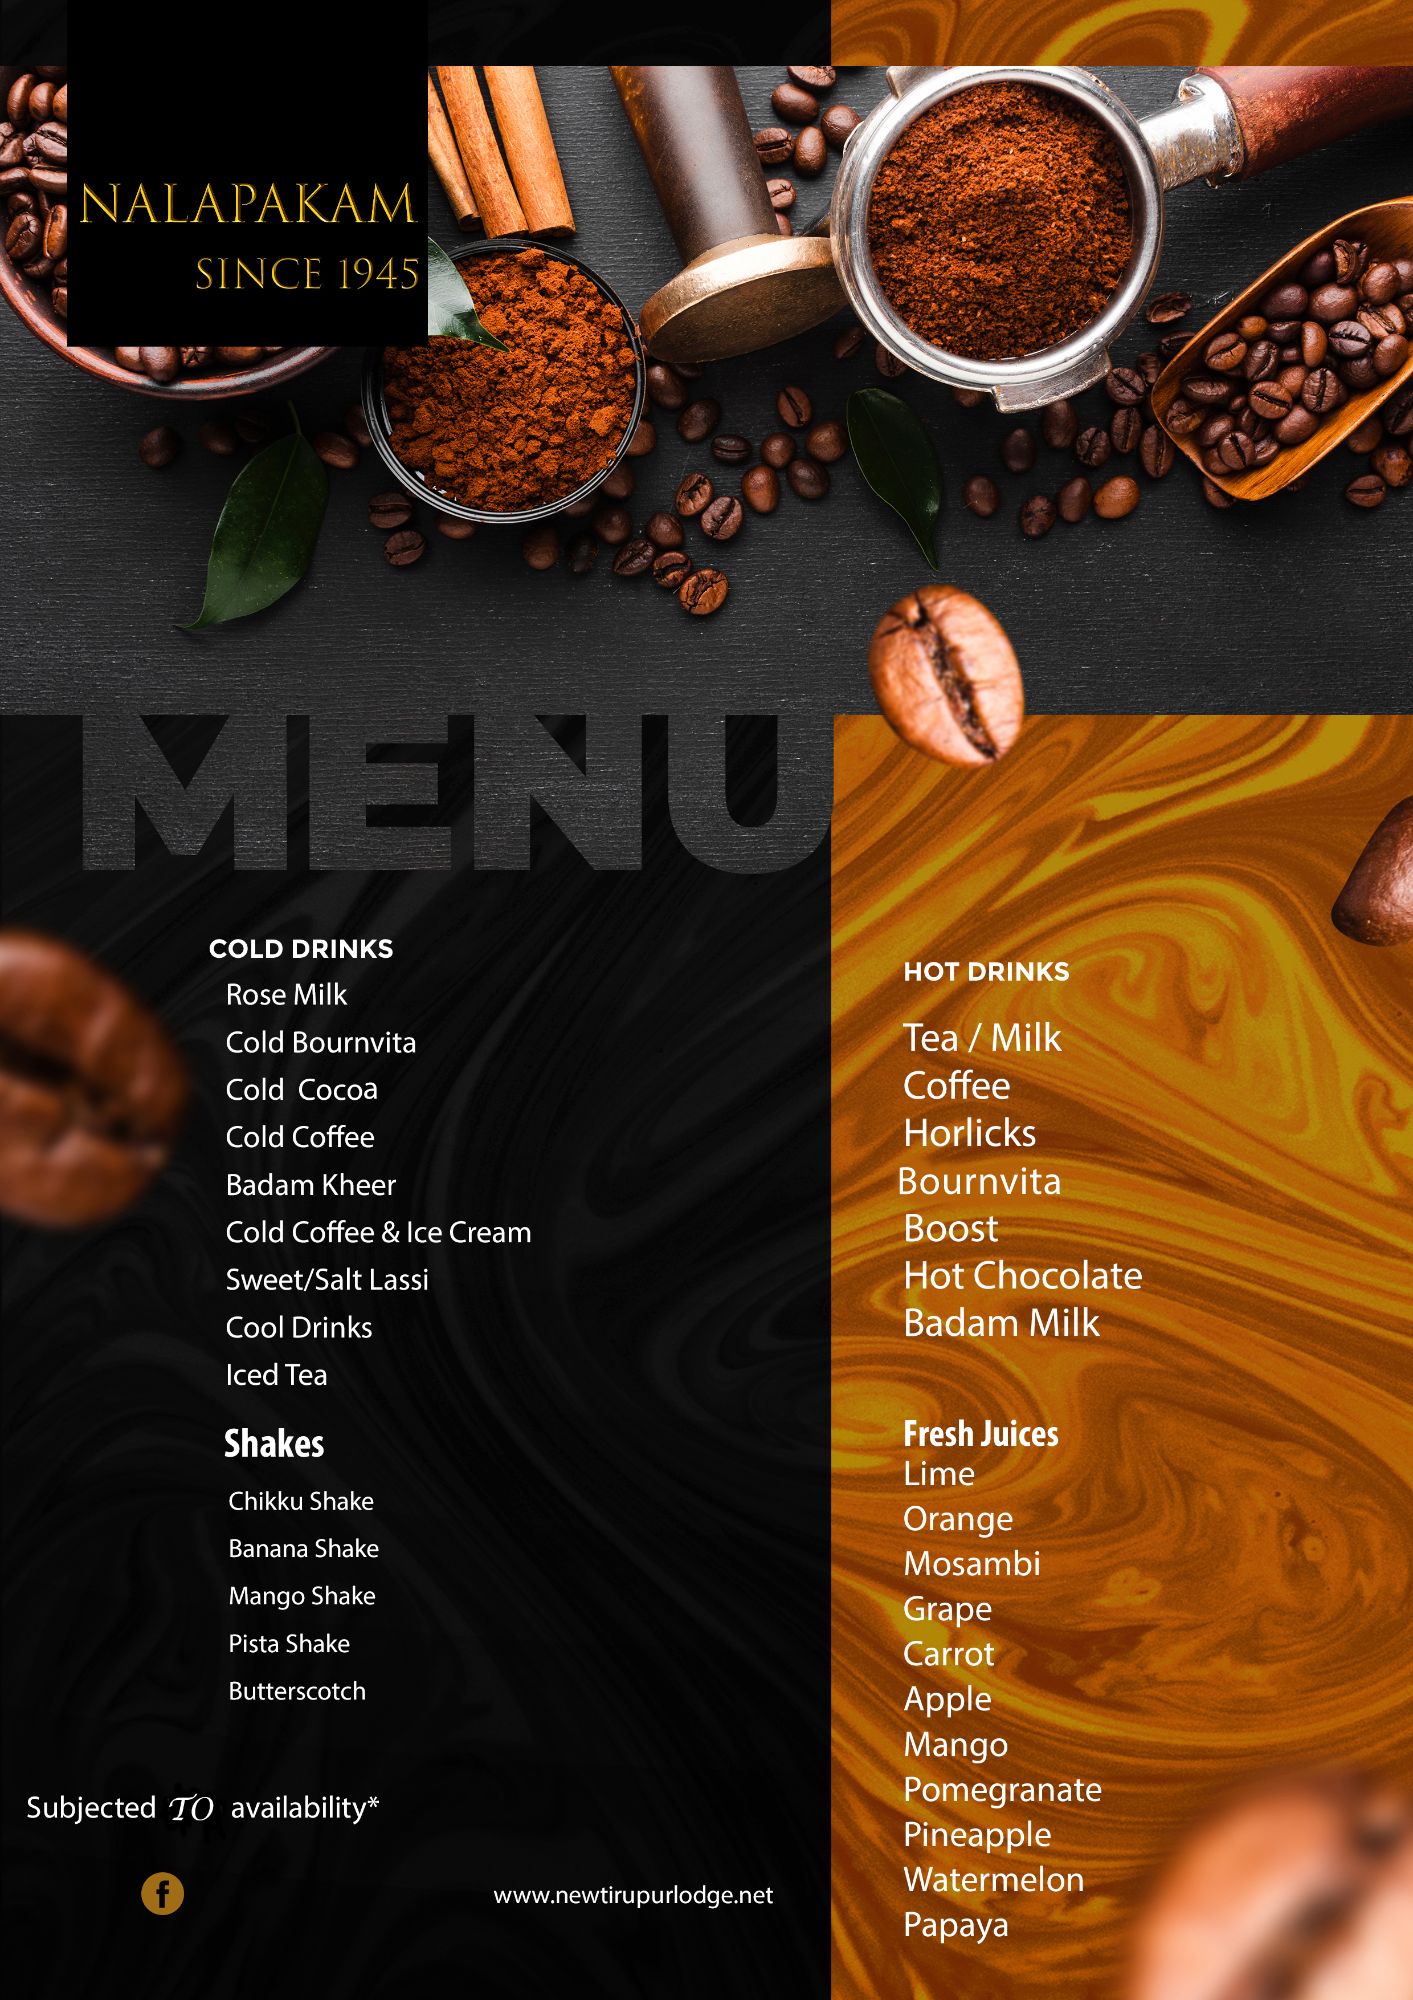 NALAPAKAM
SINCE 1945
MENU
COLD DRINKS
Rose Milk
Cold Bournvita
Cold Cocoa
Cold Coffee
Badam Kheer
Cold Coffee & Ice Cream
Sweet/Salt Lassi
Cool Drinks
Iced Tea
Shakes
Chikku Shake
Banana Shake
Mango Shake
Pista Shake
Butterscotch
Subjected TO availability*
f
www.newtirupurlodge.net
HOT DRINKS
Tea / Milk
Coffee
Horlicks
Bournvita
Boost
Hot Chocolate
Badam Milk
Fresh Juices
Lime
Orange
Mosambi
Grape
Carrot
Apple
Mango
Pomegranate
Pineapple
Watermelon
Papaya